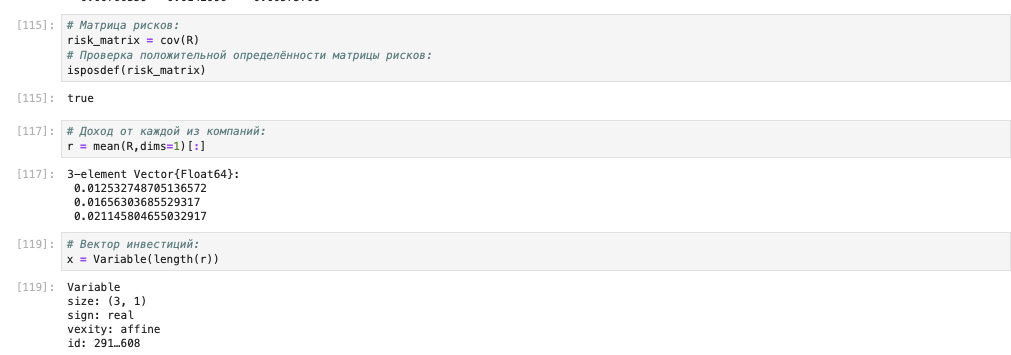 [115]: # Матрица рисков:
risk_matrix = cov(R)
# Проверка положительной определённости матрицы рисков:
isposdef(risk_matrix)
[115]: true
[117]: # Доход от каждой из компаний:
r = mean(R,dims=1)[:]
[117]: 3-element Vector{Float64}:
0.012532748705136572
0.01656303685529317
0.021145804655032917
[119]: # Вектор инвестиций:
x = Variable(length(r))
[119]: Variable
size: (3, 1)
sign: real
vexity: affine
id: 291…608